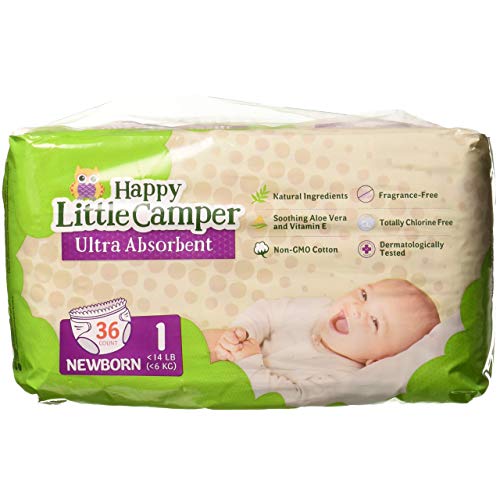 Happy
Little Camper
Ultra Absorbent
Natural Ingredients
Soothing Aloe Vera
and Vitamin E
Non-GMO Cotton
Fragrance-Free
Totally Chlorine Free
Dermatologically
Tested
36
COUNT
1
NEWBORN
<14 LB
(<6 KG)